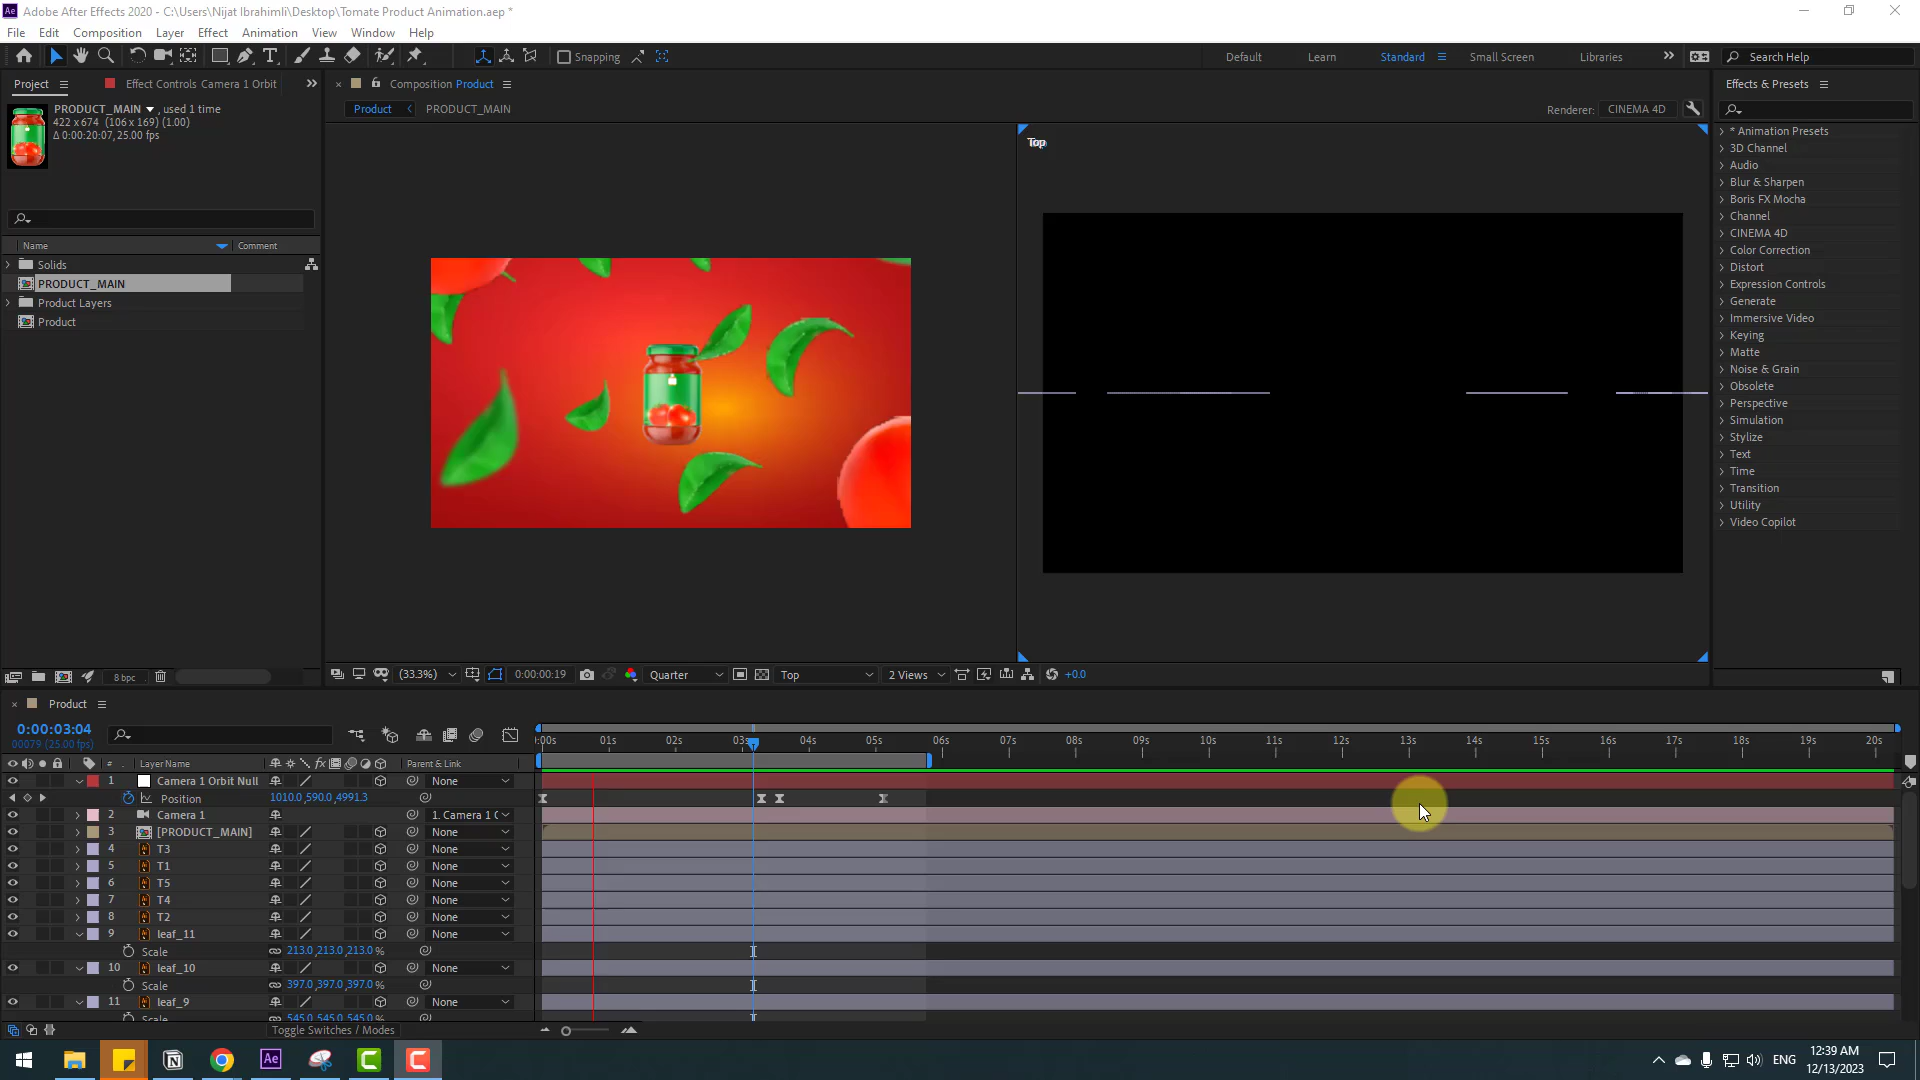 Adobe After Effects 2020 - C:\Users\Nijat Ibrahimli\Desktop\Tomate Product Animation.aep *
File Edit Composition Layer Effect Animation View Window Help
Snapping
Default Learn Standard Small Screen Libraries Search Help
Project Effect Controls Camera 1 Orbit
Composition Product
Effects & Presets
PRODUCT_MAIN , used 1 time
422 x 674 (106 x 169) (1.00)
Δ 0:00:20:07, 25.00 fps
Product PRODUCT_MAIN
Renderer: CINEMA 4D
Top
Name Comment
Solids
PRODUCT_MAIN
Product Layers
Product
* Animation Presets
3D Channel
Audio
Blur & Sharpen
Boris FX Mocha
Channel
CINEMA 4D
Color Correction
Distort
Expression Controls
Generate
Immersive Video
Keying
Matte
Noise & Grain
Obsolete
Perspective
Simulation
Stylize
Text
Time
Transition
Utility
Video Copilot
8 bpc
(33.3%) 0:00:00:19 Quarter Top 2 Views +0.0
Product
0:00:03:04
00079 (25.00 fps)
:00s 01s 02s 03s 04s 05s 06s 07s 08s 09s 10s 11s 12s 13s 14s 15s 16s 17s 18s 19s 20s
# Layer Name Parent & Link
1 Camera 1 Orbit Null None
Position 1010.0,590.0,4991.3
2 Camera 1 1. Camera 1 O
3 [PRODUCT_MAIN] None
4 T3 None
5 T1 None
6 T5 None
7 T4 None
8 T2 None
9 leaf_11 None
Scale 213.0,213.0,213.0 %
10 leaf_10 None
Scale 397.0,397.0,397.0 %
11 leaf_9 None
Scale 545.0,545.0,545.0 %
Toggle Switches / Modes
ENG
12:39 AM
12/13/2023